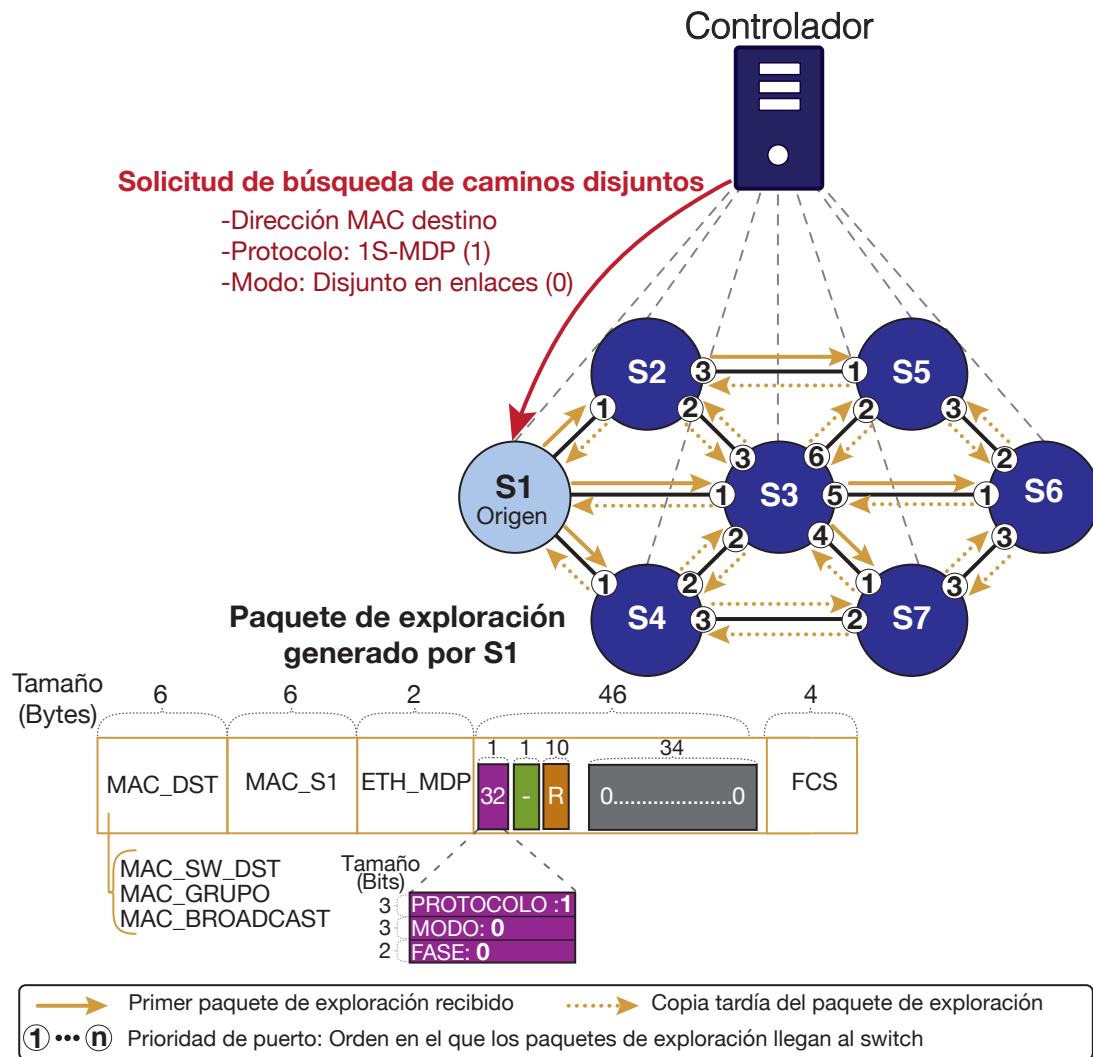 Controlador
Solicitud de búsqueda de caminos disjuntos
-Dirección MAC destino
-Protocolo: 1S-MDP (1)
-Modo: Disjunto en enlaces (0)
S2 3 1 S5
1 2 2 3
3 6 2
S1 1 S3 5 1 S6
Origen
2 4 3
1 2 1 3
S4 3 2 S7
Paquete de exploración
generado por S1
Tamaño
(Bytes)
6 6 2 46 4
1 1 10 34
MAC_DST MAC_S1 ETH_MDP 32 - R 0.....................0 FCS
MAC_SW_DST
MAC_GRUPO
MAC_BROADCAST
Tamaño
(Bits)
3 PROTOCOLO :1
3 MODO: 0
2 FASE: 0
Primer paquete de exploración recibido Copia tardía del paquete de exploración
1 ••• n Prioridad de puerto: Orden en el que los paquetes de exploración llegan al switch